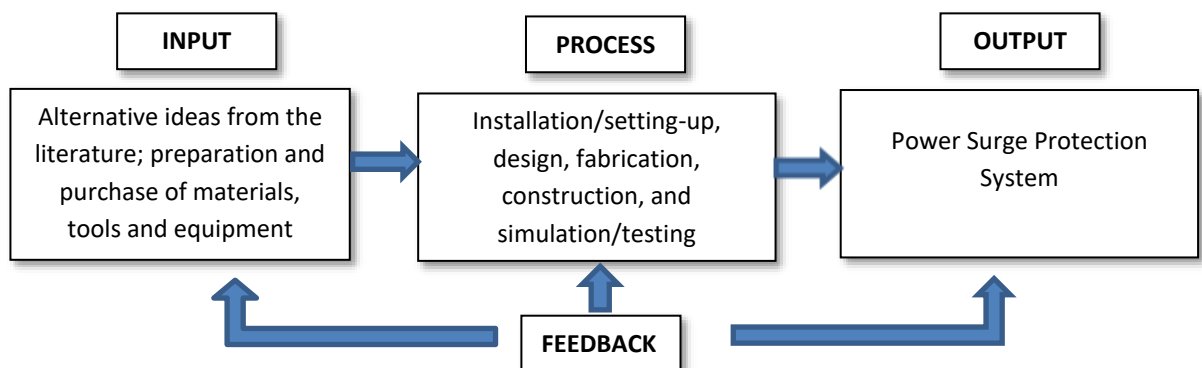 INPUT
PROCESS
OUTPUT
Alternative ideas from the
literature; preparation and
purchase of materials,
tools and equipment
Installation/setting-up,
design, fabrication,
construction, and
simulation/testing
Power Surge Protection
System
FEEDBACK